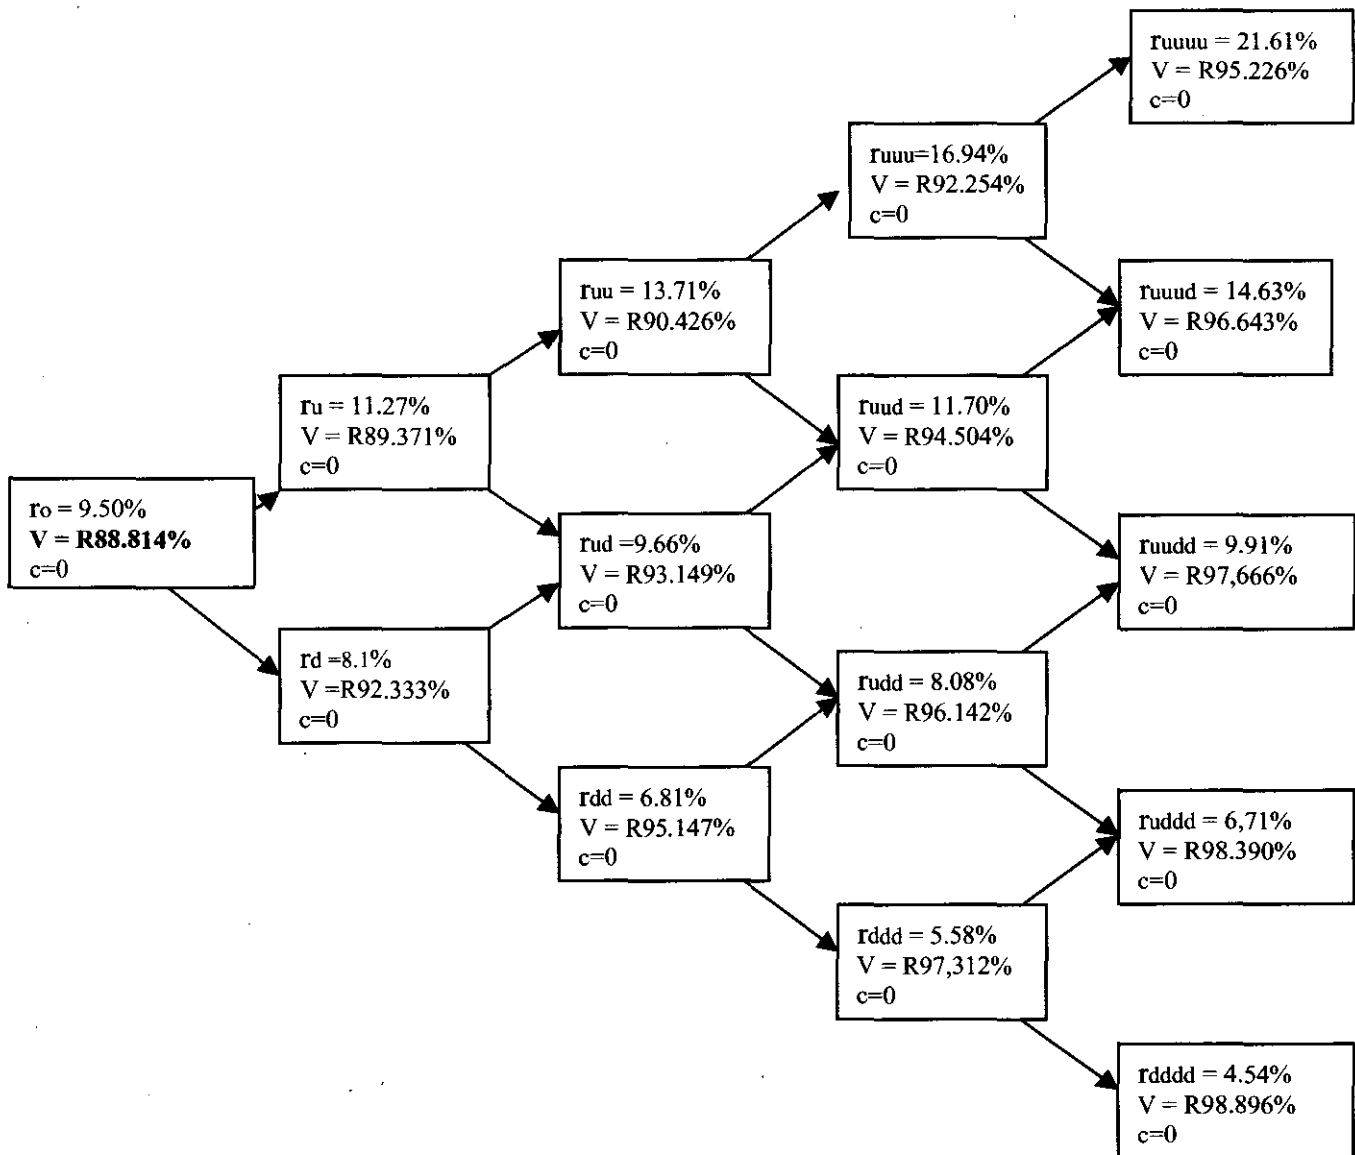 ro = 9.50%
V = R88.814%
c=0
ru = 11.27%
V = R89.371%
c=0
rd =8.1%
V =R92.333%
c=0
ruu = 13.71%
V = R90.426%
c=0
rud =9.66%
V = R93.149%
c=0
rdd = 6.81%
V = R95.147%
c=0
ruuu=16.94%
V = R92.254%
c=0
ruud = 11.70%
V = R94.504%
c=0
rudd = 8.08%
V = R96.142%
c=0
rddd = 5.58%
V = R97,312%
c=0
ruuuu = 21.61%
V = R95.226%
c=0
ruuud = 14.63%
V = R96.643%
c=0
ruudd = 9.91%
V = R97,666%
c=0
ruddd = 6,71%
V = R98.390%
c=0
rdddd = 4.54%
V = R98.896%
c=0